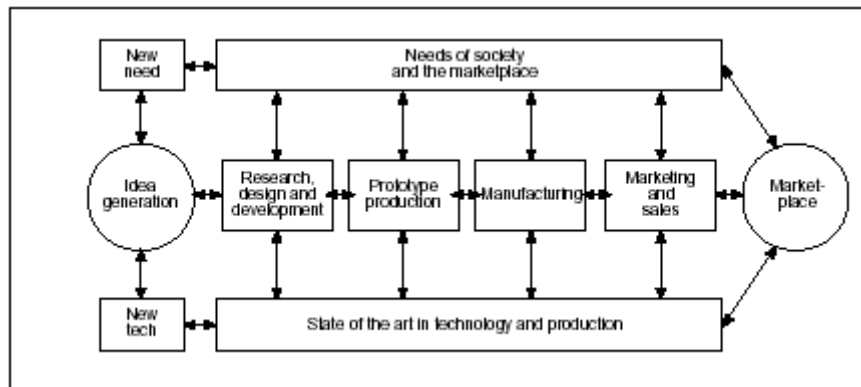 New
need
Needs of society
and the marketplace
Idea
generation
Research,
design and
development
Prototype
production
Manufacturing
Marketing
and
sales
Market-
place
New
tech
State of the art in technology and production